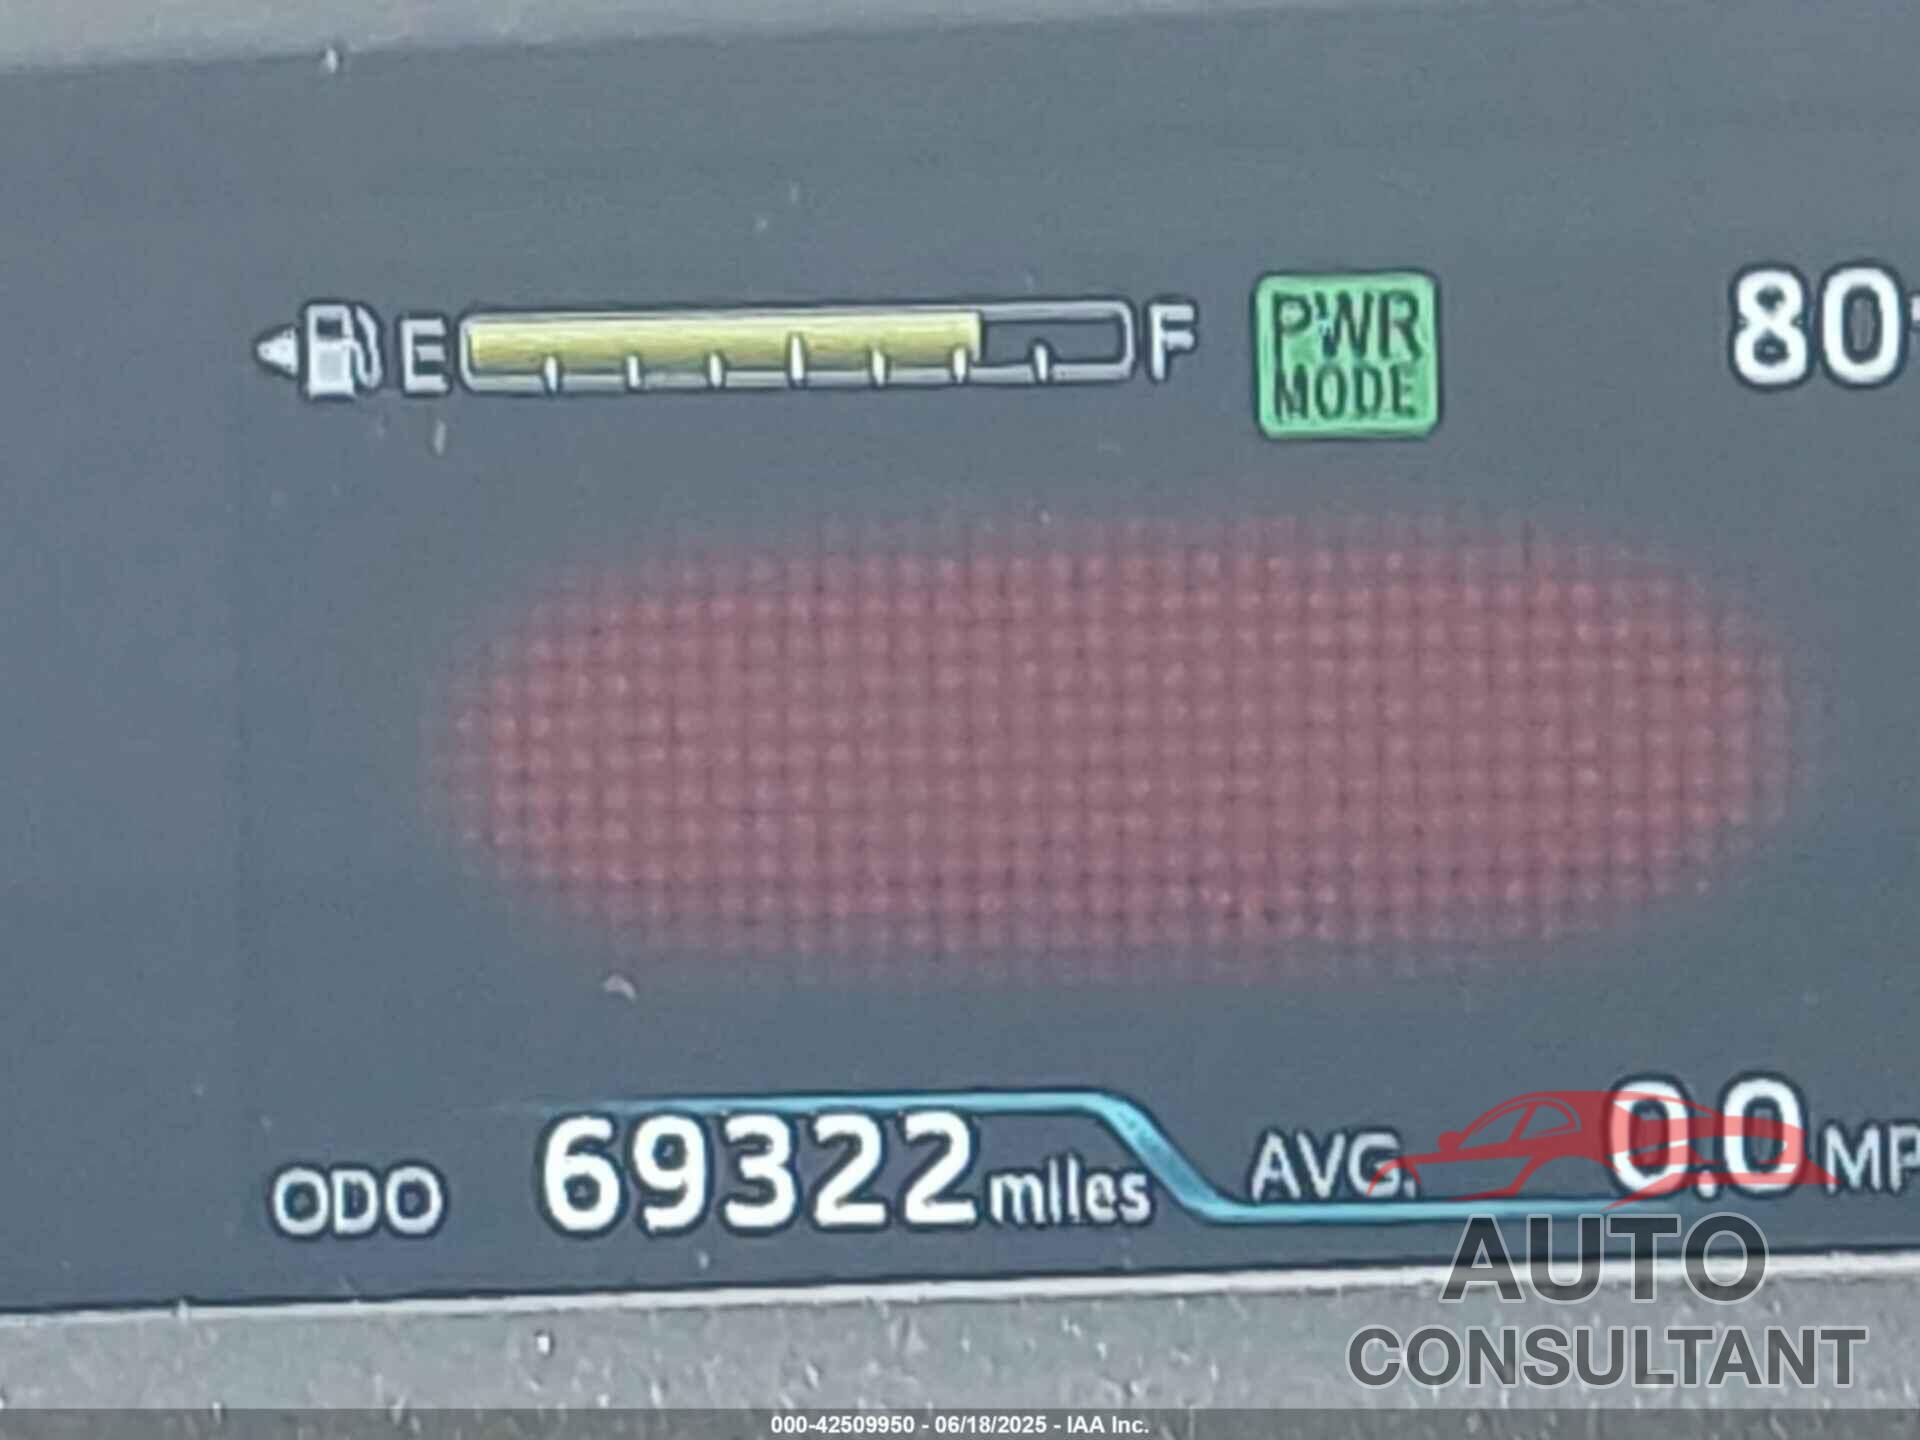 E F PWR MODE 80
ODO 69322 miles AVG. 0.0 MP
AUTO
CONSULTANT
000-42509950 - 06/18/2025 - IAA Inc.